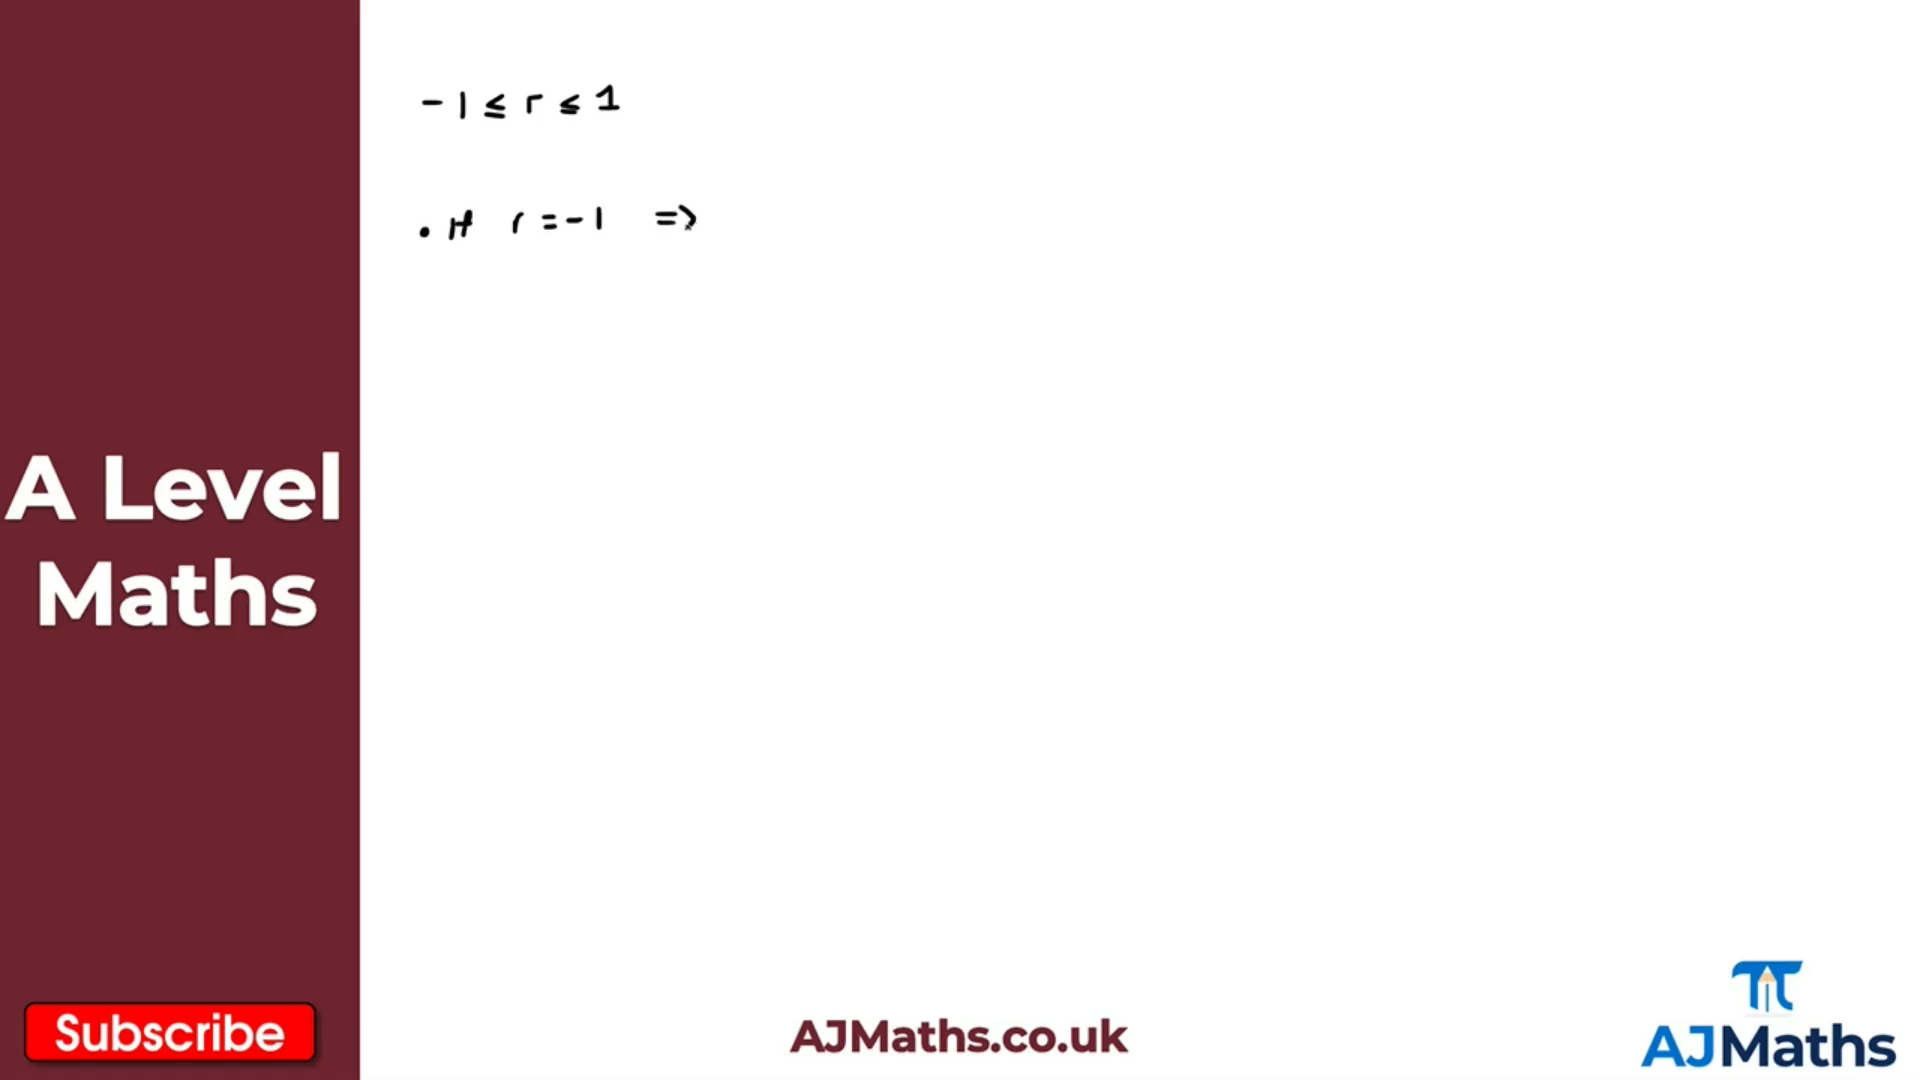 -1 ≤ r ≤ 1
. If r = -1 =>
A Level
Maths
Subscribe
AJMaths.co.uk
AJMaths